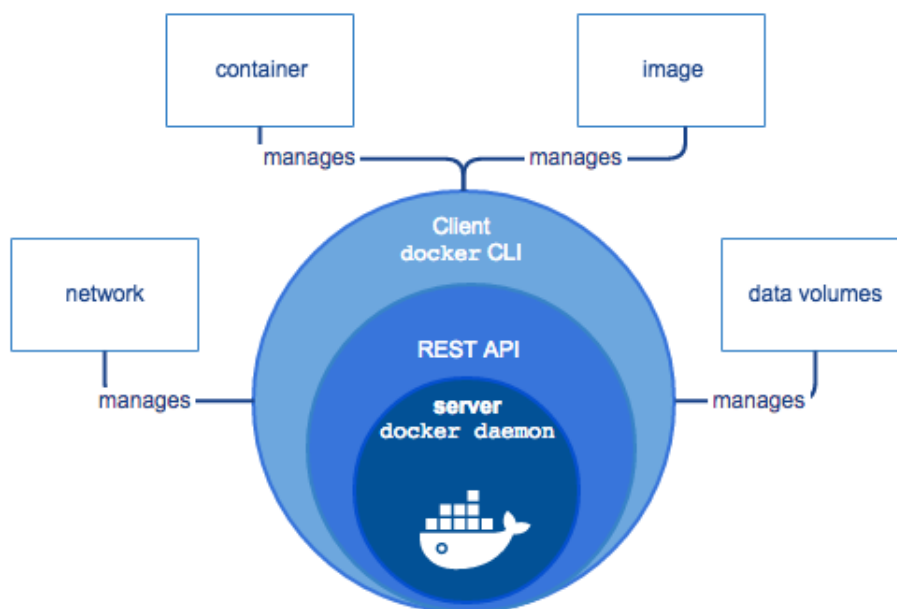 container
image
manages
manages
Client
docker CLI
network
data volumes
REST API
manages
server
docker daemon
manages